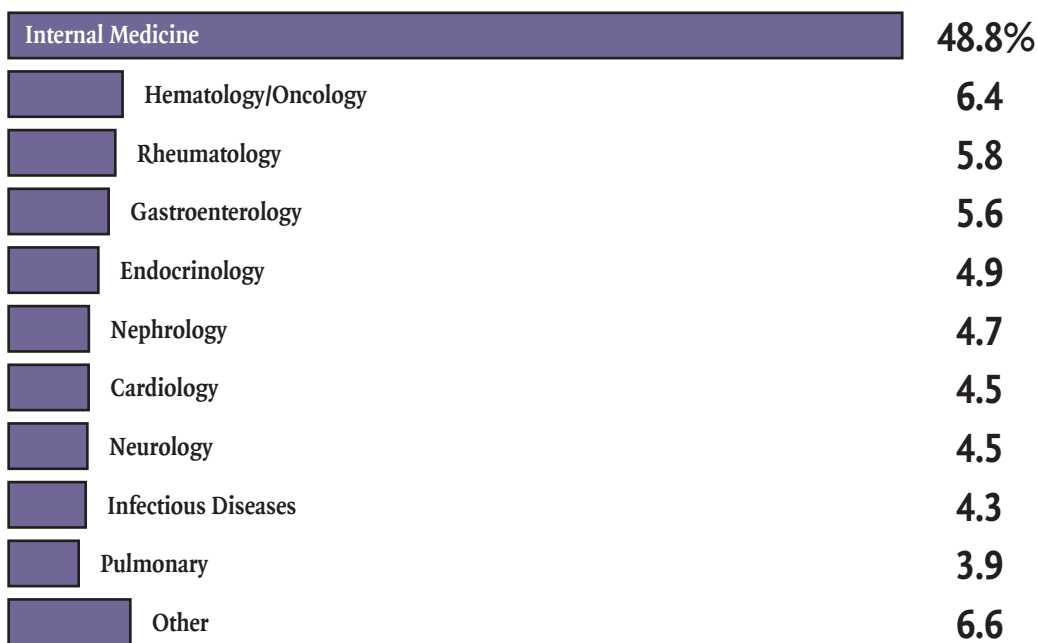 Internal Medicine 48.8%
Hematology/Oncology 6.4
Rheumatology 5.8
Gastroenterology 5.6
Endocrinology 4.9
Nephrology 4.7
Cardiology 4.5
Neurology 4.5
Infectious Diseases 4.3
Pulmonary 3.9
Other 6.6